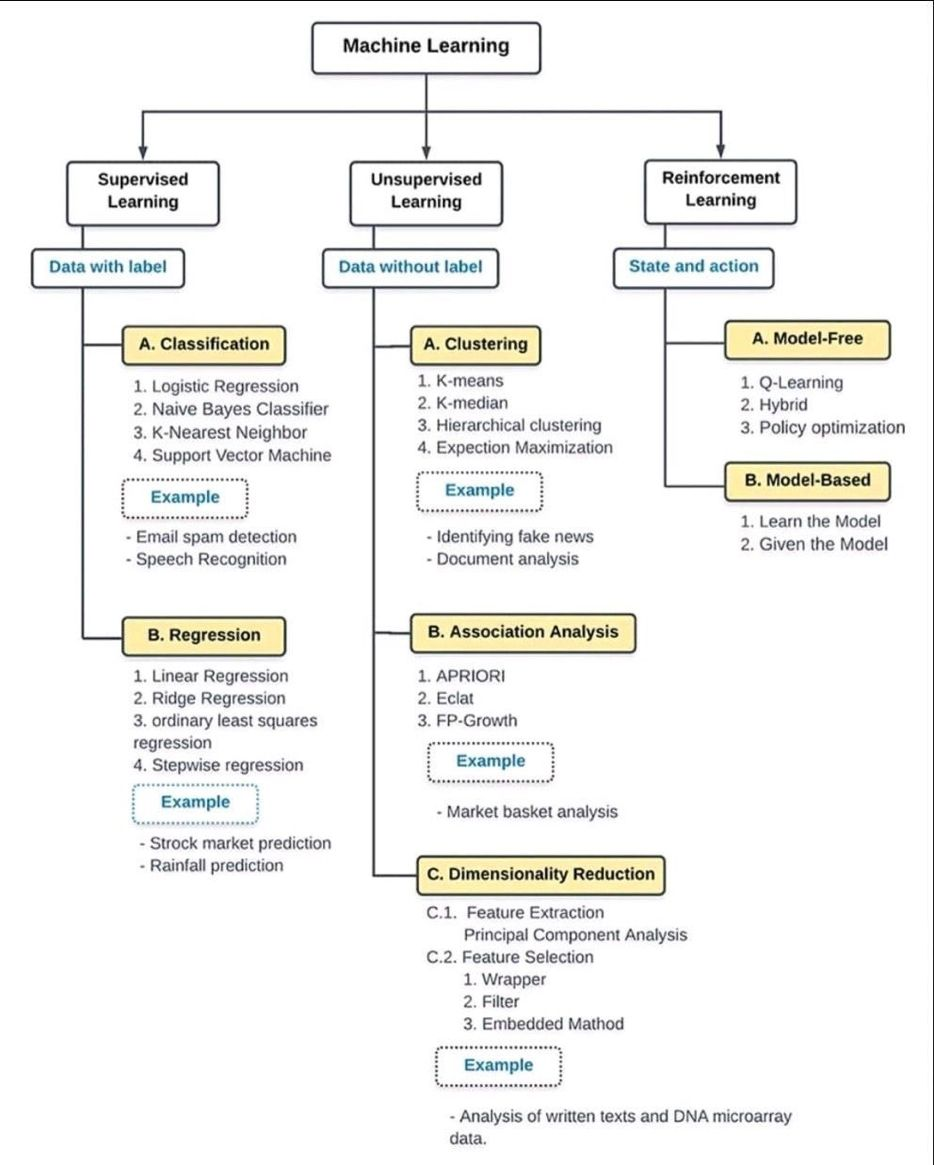 Machine Learning
Supervised
Learning
Data with label
A. Classification
1. Logistic Regression
2. Naive Bayes Classifier
3. K-Nearest Neighbor
4. Support Vector Machine
Example
- Email spam detection
- Speech Recognition
B. Regression
1. Linear Regression
2. Ridge Regression
3. ordinary least squares
regression
4. Stepwise regression
Example
- Strock market prediction
- Rainfall prediction
Unsupervised
Learning
Data without label
A. Clustering
1. K-means
2. K-median
3. Hierarchical clustering
4. Expection Maximization
Example
- Identifying fake news
- Document analysis
B. Association Analysis
1. APRIORI
2. Eclat
3. FP-Growth
Example
- Market basket analysis
C. Dimensionality Reduction
C.1. Feature Extraction
Principal Component Analysis
C.2. Feature Selection
1. Wrapper
2. Filter
3. Embedded Mathod
Example
- Analysis of written texts and DNA microarray
data.
Reinforcement
Learning
State and action
A. Model-Free
1. Q-Learning
2. Hybrid
3. Policy optimization
B. Model-Based
1. Learn the Model
2. Given the Model